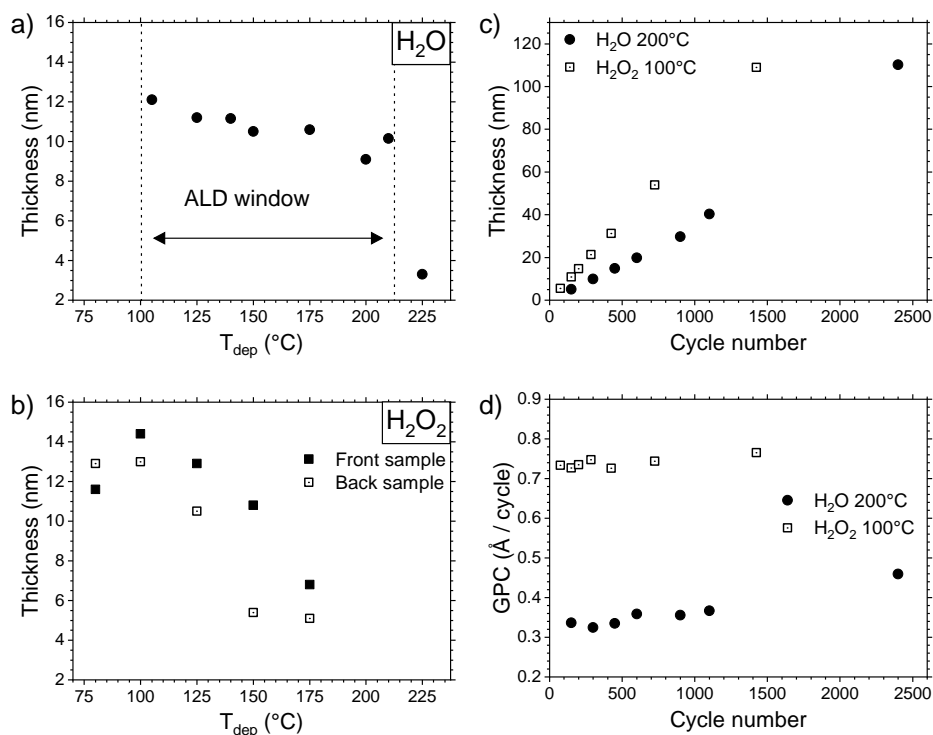 a)
H₂O
16
14
12
10
8
6
4
2
Thickness (nm)
ALD window
75 100 125 150 175 200 225
T_dep (°C)
b)
H₂O₂
16
14
12
10
8
6
4
2
Thickness (nm)
Front sample
Back sample
75 100 125 150 175 200 225
T_dep (°C)
c)
H₂O 200°C
H₂O₂ 100°C
120
100
80
60
40
20
0
Thickness (nm)
0 500 1000 1500 2000 2500
Cycle number
d)
0.9
0.8
0.7
0.6
0.5
0.4
0.3
0.2
GPC (Å / cycle)
H₂O 200°C
H₂O₂ 100°C
0 500 1000 1500 2000 2500
Cycle number